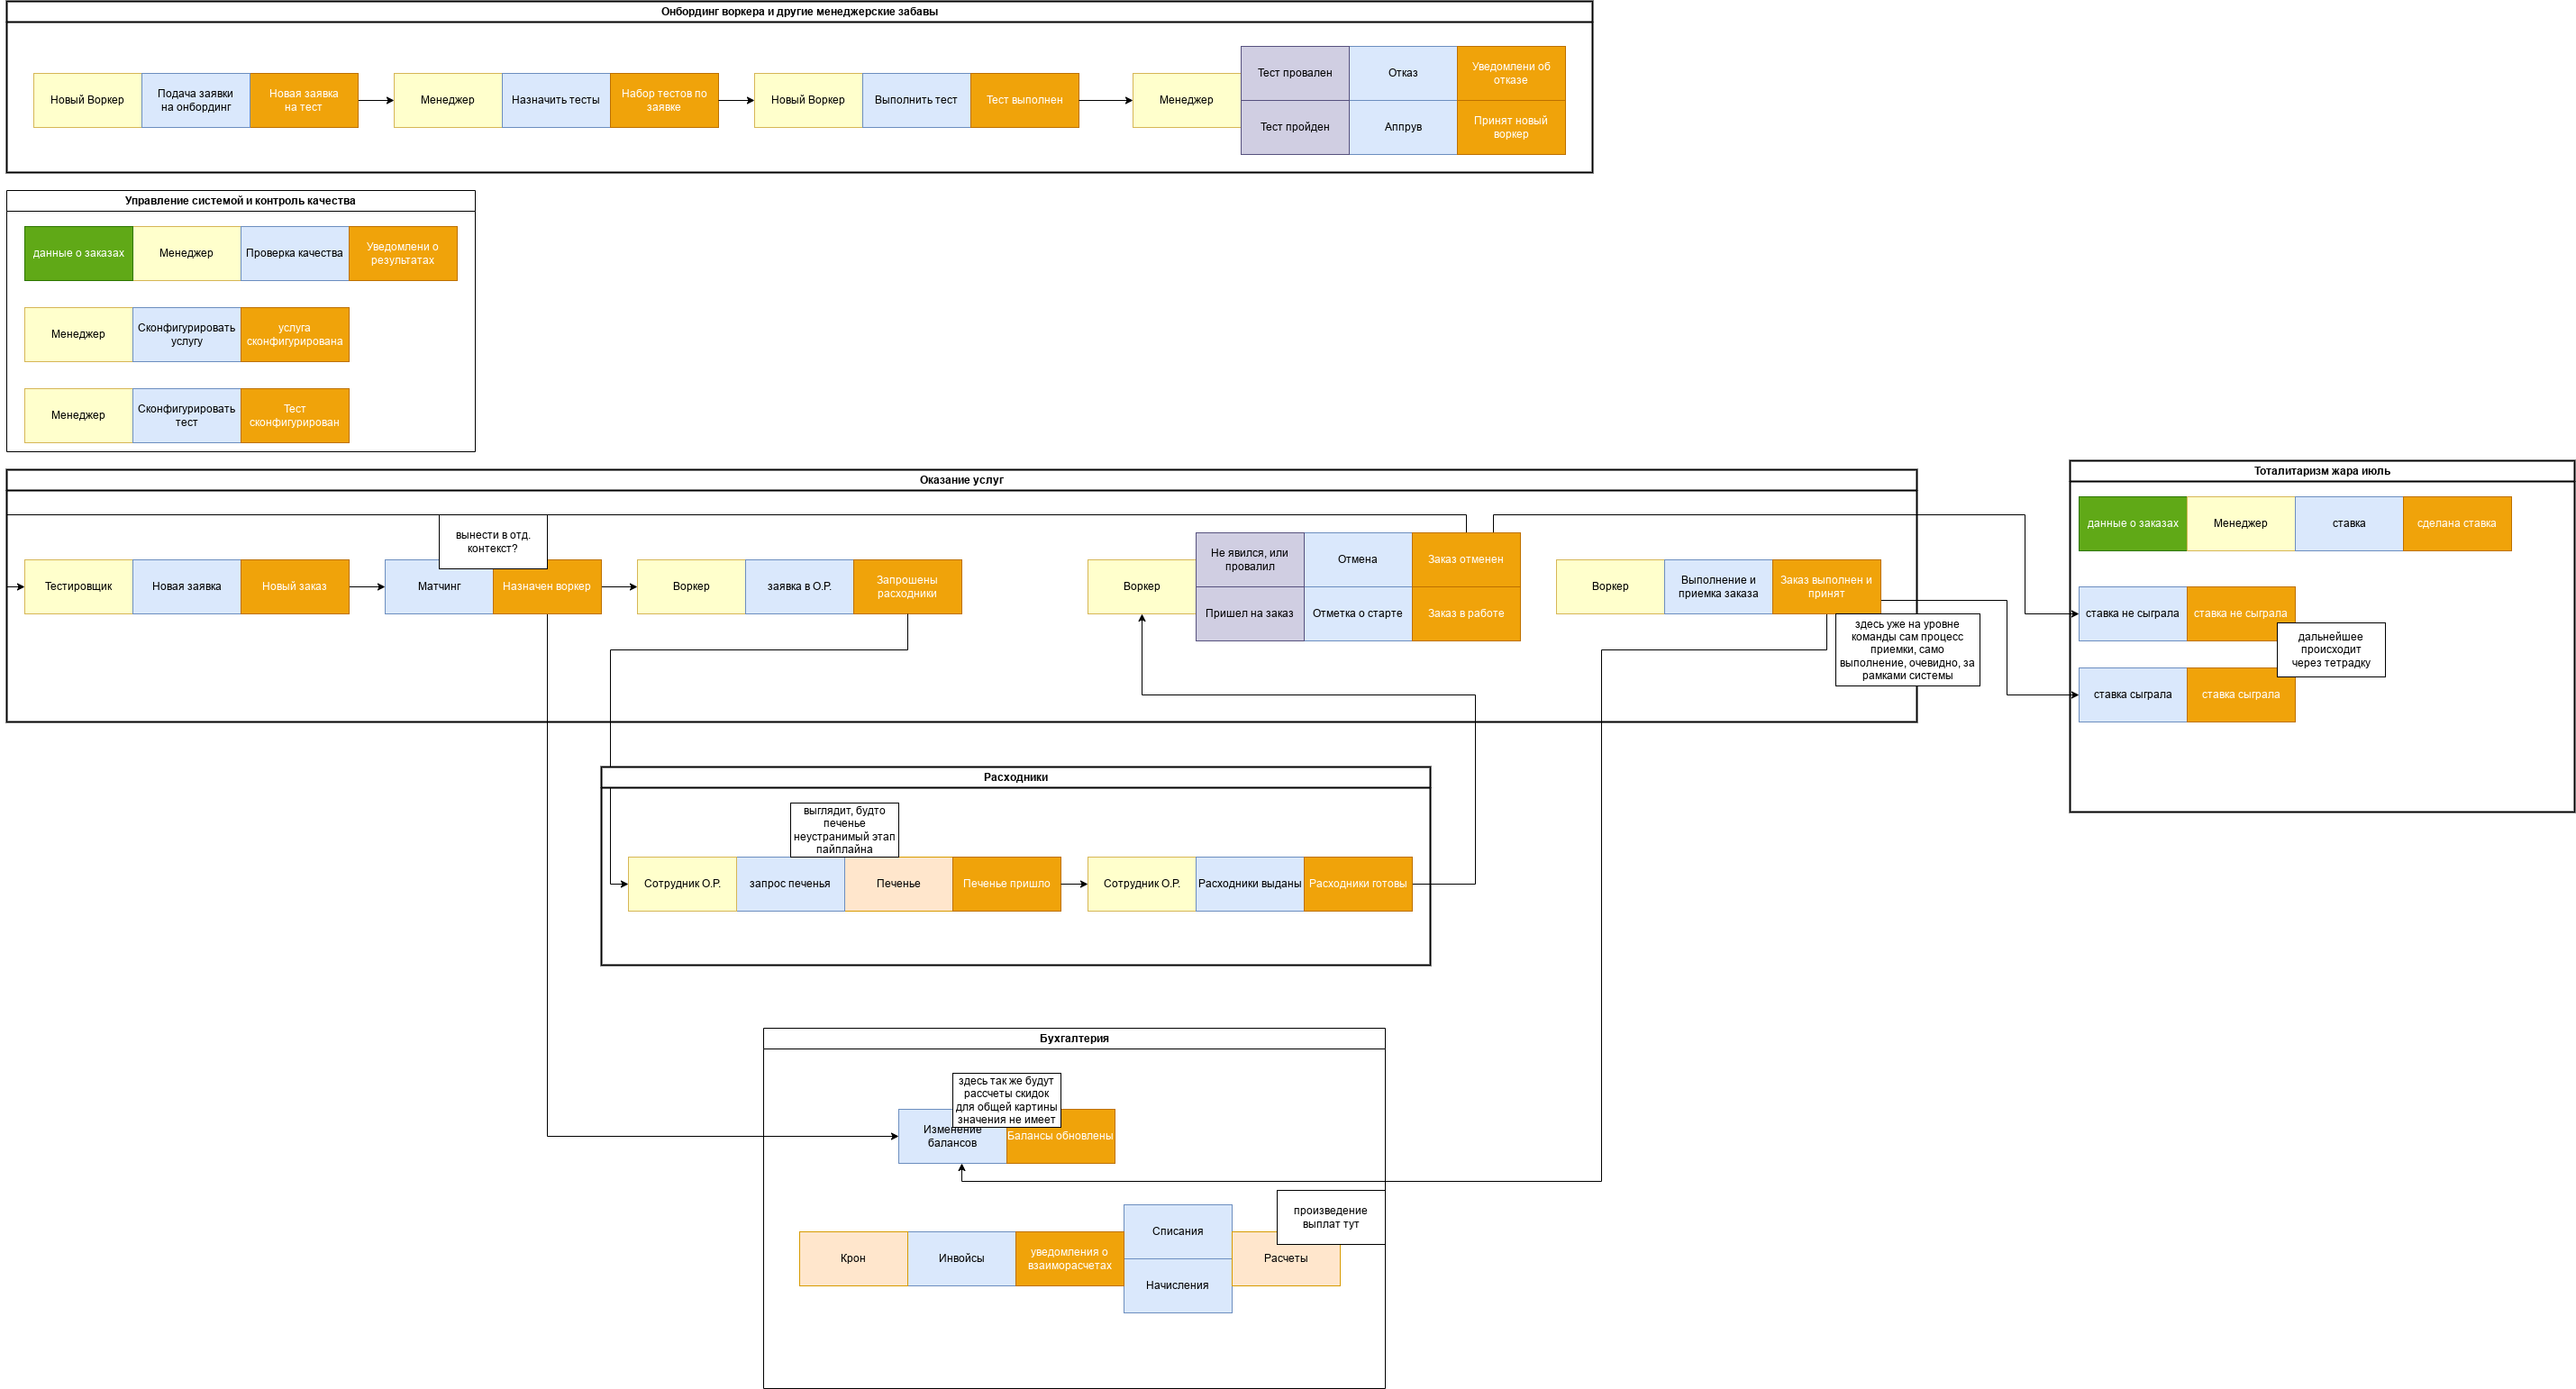 Онбординг воркера и другие менеджерские забавы
Новый Воркер
Подача заявки
на онбординг
Новая заявка
на тест
Менеджер
Назначить тесты
Набор тестов по
заявке
Новый Воркер
Выполнить тест
Тест выполнен
Менеджер
Тест провален
Отказ
Уведомлени об
отказе
Тест пройден
Аппрув
Принят новый
воркер
Управление системой и контроль качества
данные о заказах
Менеджер
Проверка качества
Уведомлени о
результатах
Менеджер
Сконфигурировать
услугу
услуга
сконфигурирована
Менеджер
Сконфигурировать
тест
Тест
сконфигурирован
Оказание услуг
Тестировщик
Новая заявка
Новый заказ
вынести в отд.
контекст?
Матчинг
Назначен воркер
Воркер
заявка в О.Р.
Запрошены
расходники
Воркер
Не явился, или
провалил
Отмена
Заказ отменен
Пришел на заказ
Отметка о старте
Заказ в работе
Воркер
Выполнение и
приемка заказа
Заказ выполнен и
принят
здесь уже на уровне
команды сам процесс
приемки, само
выполнение, очевидно, за
рамками системы
Тоталитаризм жара июль
данные о заказах
Менеджер
ставка
сделана ставка
ставка не сыграла
ставка не сыграла
дальнейшее
происходит
через тетрадку
ставка сыграла
ставка сыграла
Расходники
выглядит, будто
печенье
неустранимый этап
пайплайна
Сотрудник О.Р.
запрос печенья
Печенье
Печенье пришло
Сотрудник О.Р.
Расходники выданы
Расходники готовы
Бухгалтерия
здесь так же будут
рассчеты скидок
для общей картины
значения не имеет
Изменение
балансов
Балансы обновлены
произведение
выплат тут
Крон
Инвойсы
уведомления о
взаиморасчетах
Списания
Начисления
Расчеты